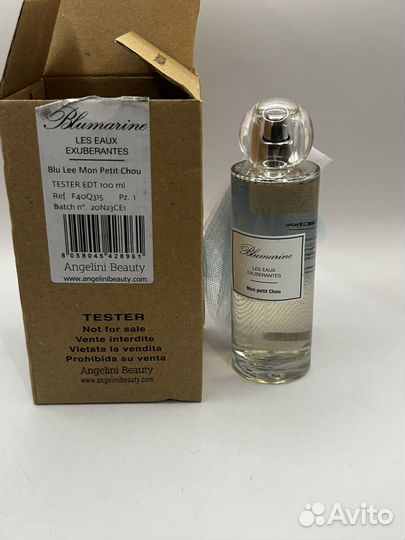 Blumarine
LES EAUX
EXUBERANTES
Blu Lee Mon Petit Chou
TESTER EDT 100 ml
Ref. F40Q315 Pz. 1
Batch n°. 20N23CE1
8 058045 428961
Angelini Beauty
www.angelinibeauty.com
TESTER
Not for sale
Vente interdite
Vietata la vendita
Prohibida su venta
Angelini Beauty
www.angelinibeauty.com
Blumarine
LES EAUX
EXUBERANTES
Mon petit Chou
Avito